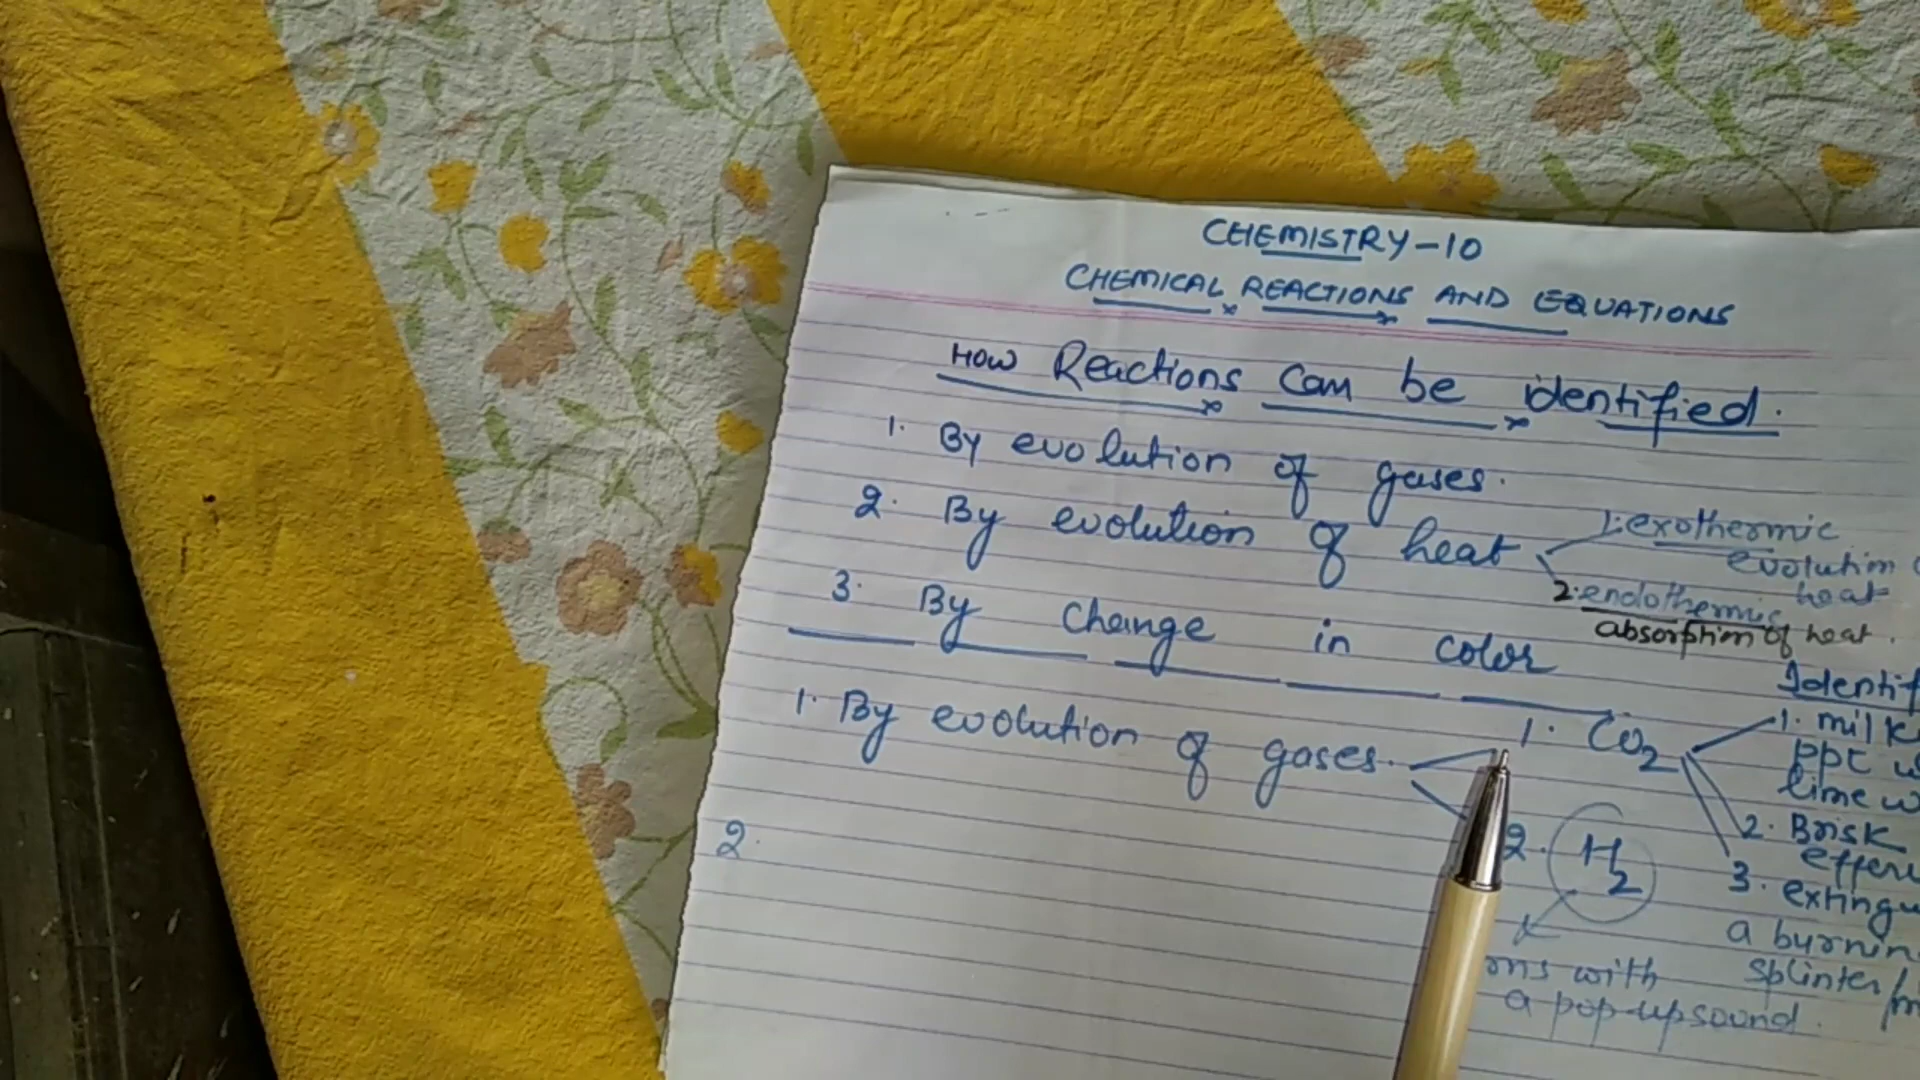 CHEMISTRY-10
CHEMICAL REACTIONS AND EQUATIONS
HOW Reactions can be identified.
1. By evolution of gases.
2. By evolution of heat
1. exothermic
evolution
heat
2. endothermic
absorption of heat.
3. By change in color
1. By evolution of gases.
1. CO2
1. milk
ppt
lime
2. Brisk
3.
a
splinter/
2. H2
with
a pop-up sound.
2.